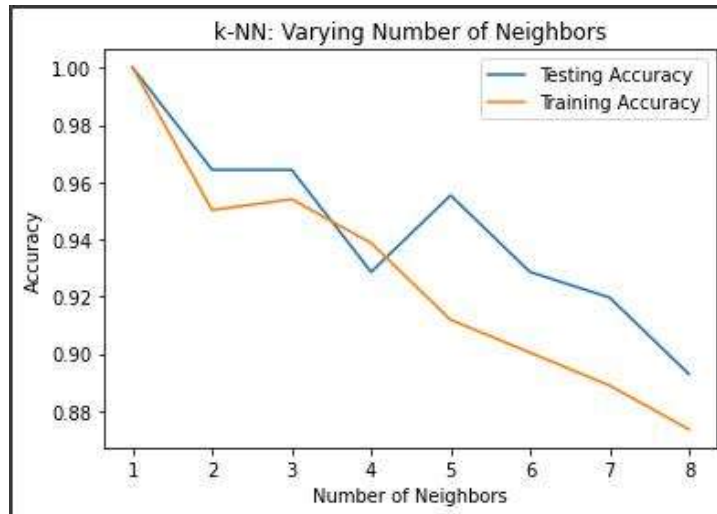 k-NN: Varying Number of Neighbors
Testing Accuracy
Training Accuracy
1.00
0.98
0.96
0.94
0.92
0.90
0.88
Accuracy
1 2 3 4 5 6 7 8
Number of Neighbors